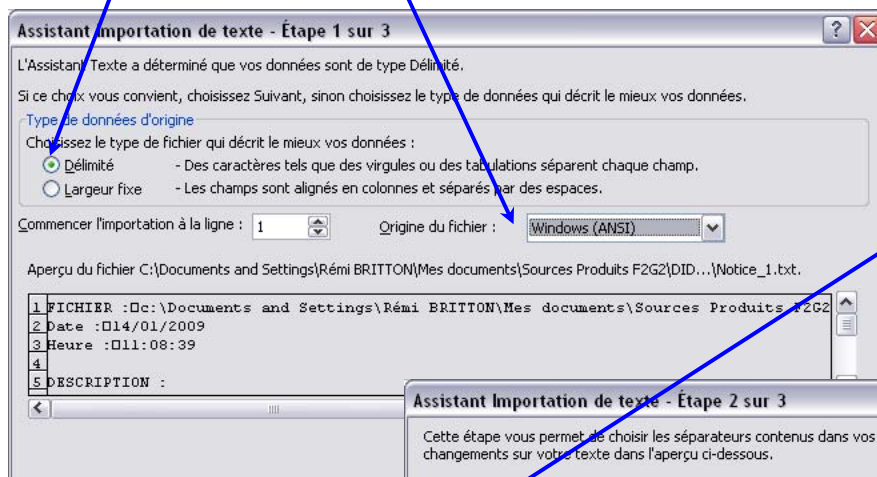 Assistant Importation de texte - Étape 1 sur 3
L'Assistant Texte a déterminé que vos données sont de type Délimité.
Si ce choix vous convient, choisissez Suivant, sinon choisissez le type de données qui décrit le mieux vos données.
Type de données d'origine
Choisissez le type de fichier qui décrit le mieux vos données :
Délimité - Des caractères tels que des virgules ou des tabulations séparent chaque champ.
Largeur fixe - Les champs sont alignés en colonnes et séparés par des espaces.
Commencer l'importation à la ligne : 1 Origine du fichier : Windows (ANSI)
Aperçu du fichier C:\Documents and Settings\Rémi BRITTON\Mes documents\Sources Produits F2G2\DID...\Notice_1.txt.
1 FICHIER :□c:\Documents and Settings\Rémi BRITTON\Mes documents\Sources Produits F2G2
2 Date :□14/01/2009
3 Heure :□11:08:39
4
5 DESCRIPTION :
Assistant Importation de texte - Étape 2 sur 3
Cette étape vous permet de choisir les séparateurs contenus dans vos
changements sur votre texte dans l'aperçu ci-dessous.